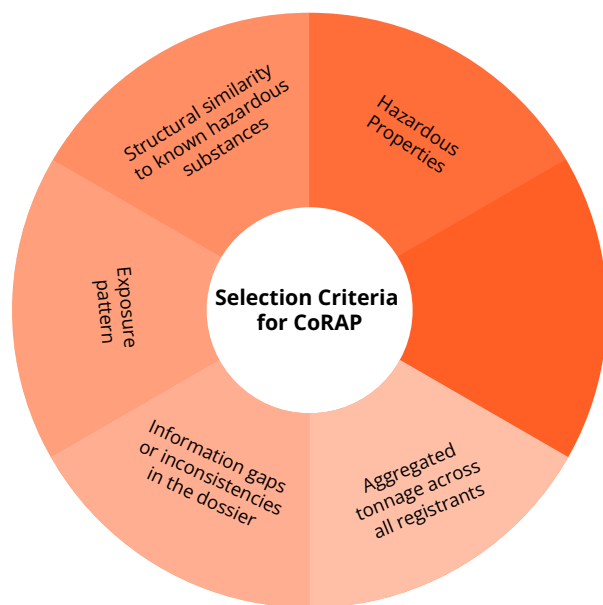 Structural similarity
to known hazardous
substances
Hazardous
Properties
Exposure
pattern
Selection Criteria
for CoRAP
Information gaps
or inconsistencies
in the dossier
Aggregated
tonnage across
all registrants